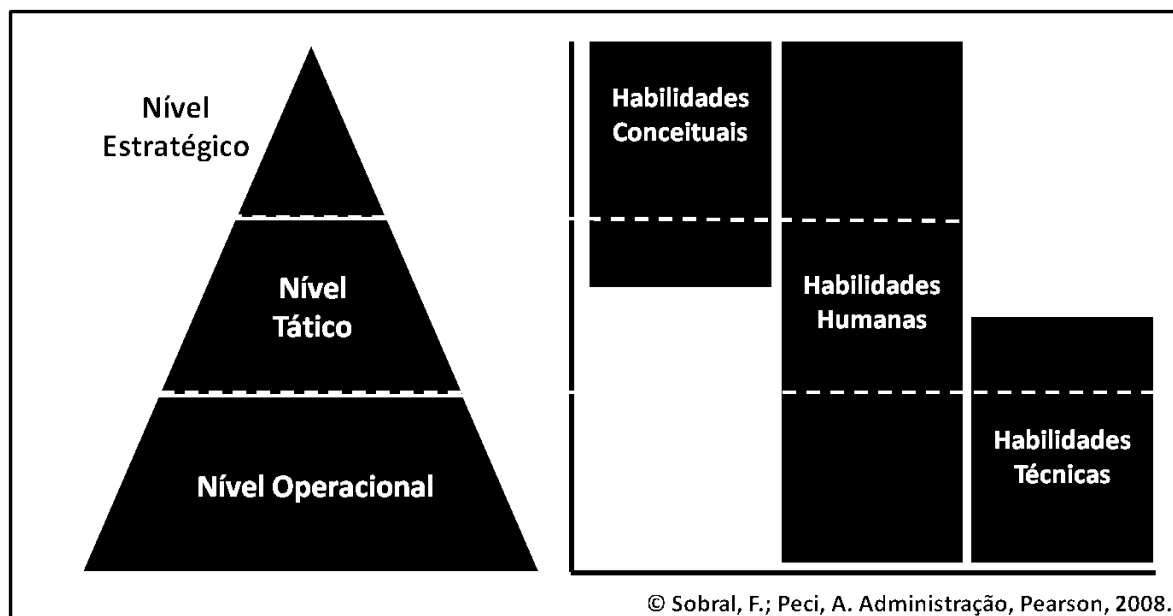 Nível
Estratégico
Nível
Tático
Nível Operacional
Habilidades
Conceituais
Habilidades
Humanas
Habilidades
Técnicas
© Sobral, F.; Peci, A. Administração, Pearson, 2008.